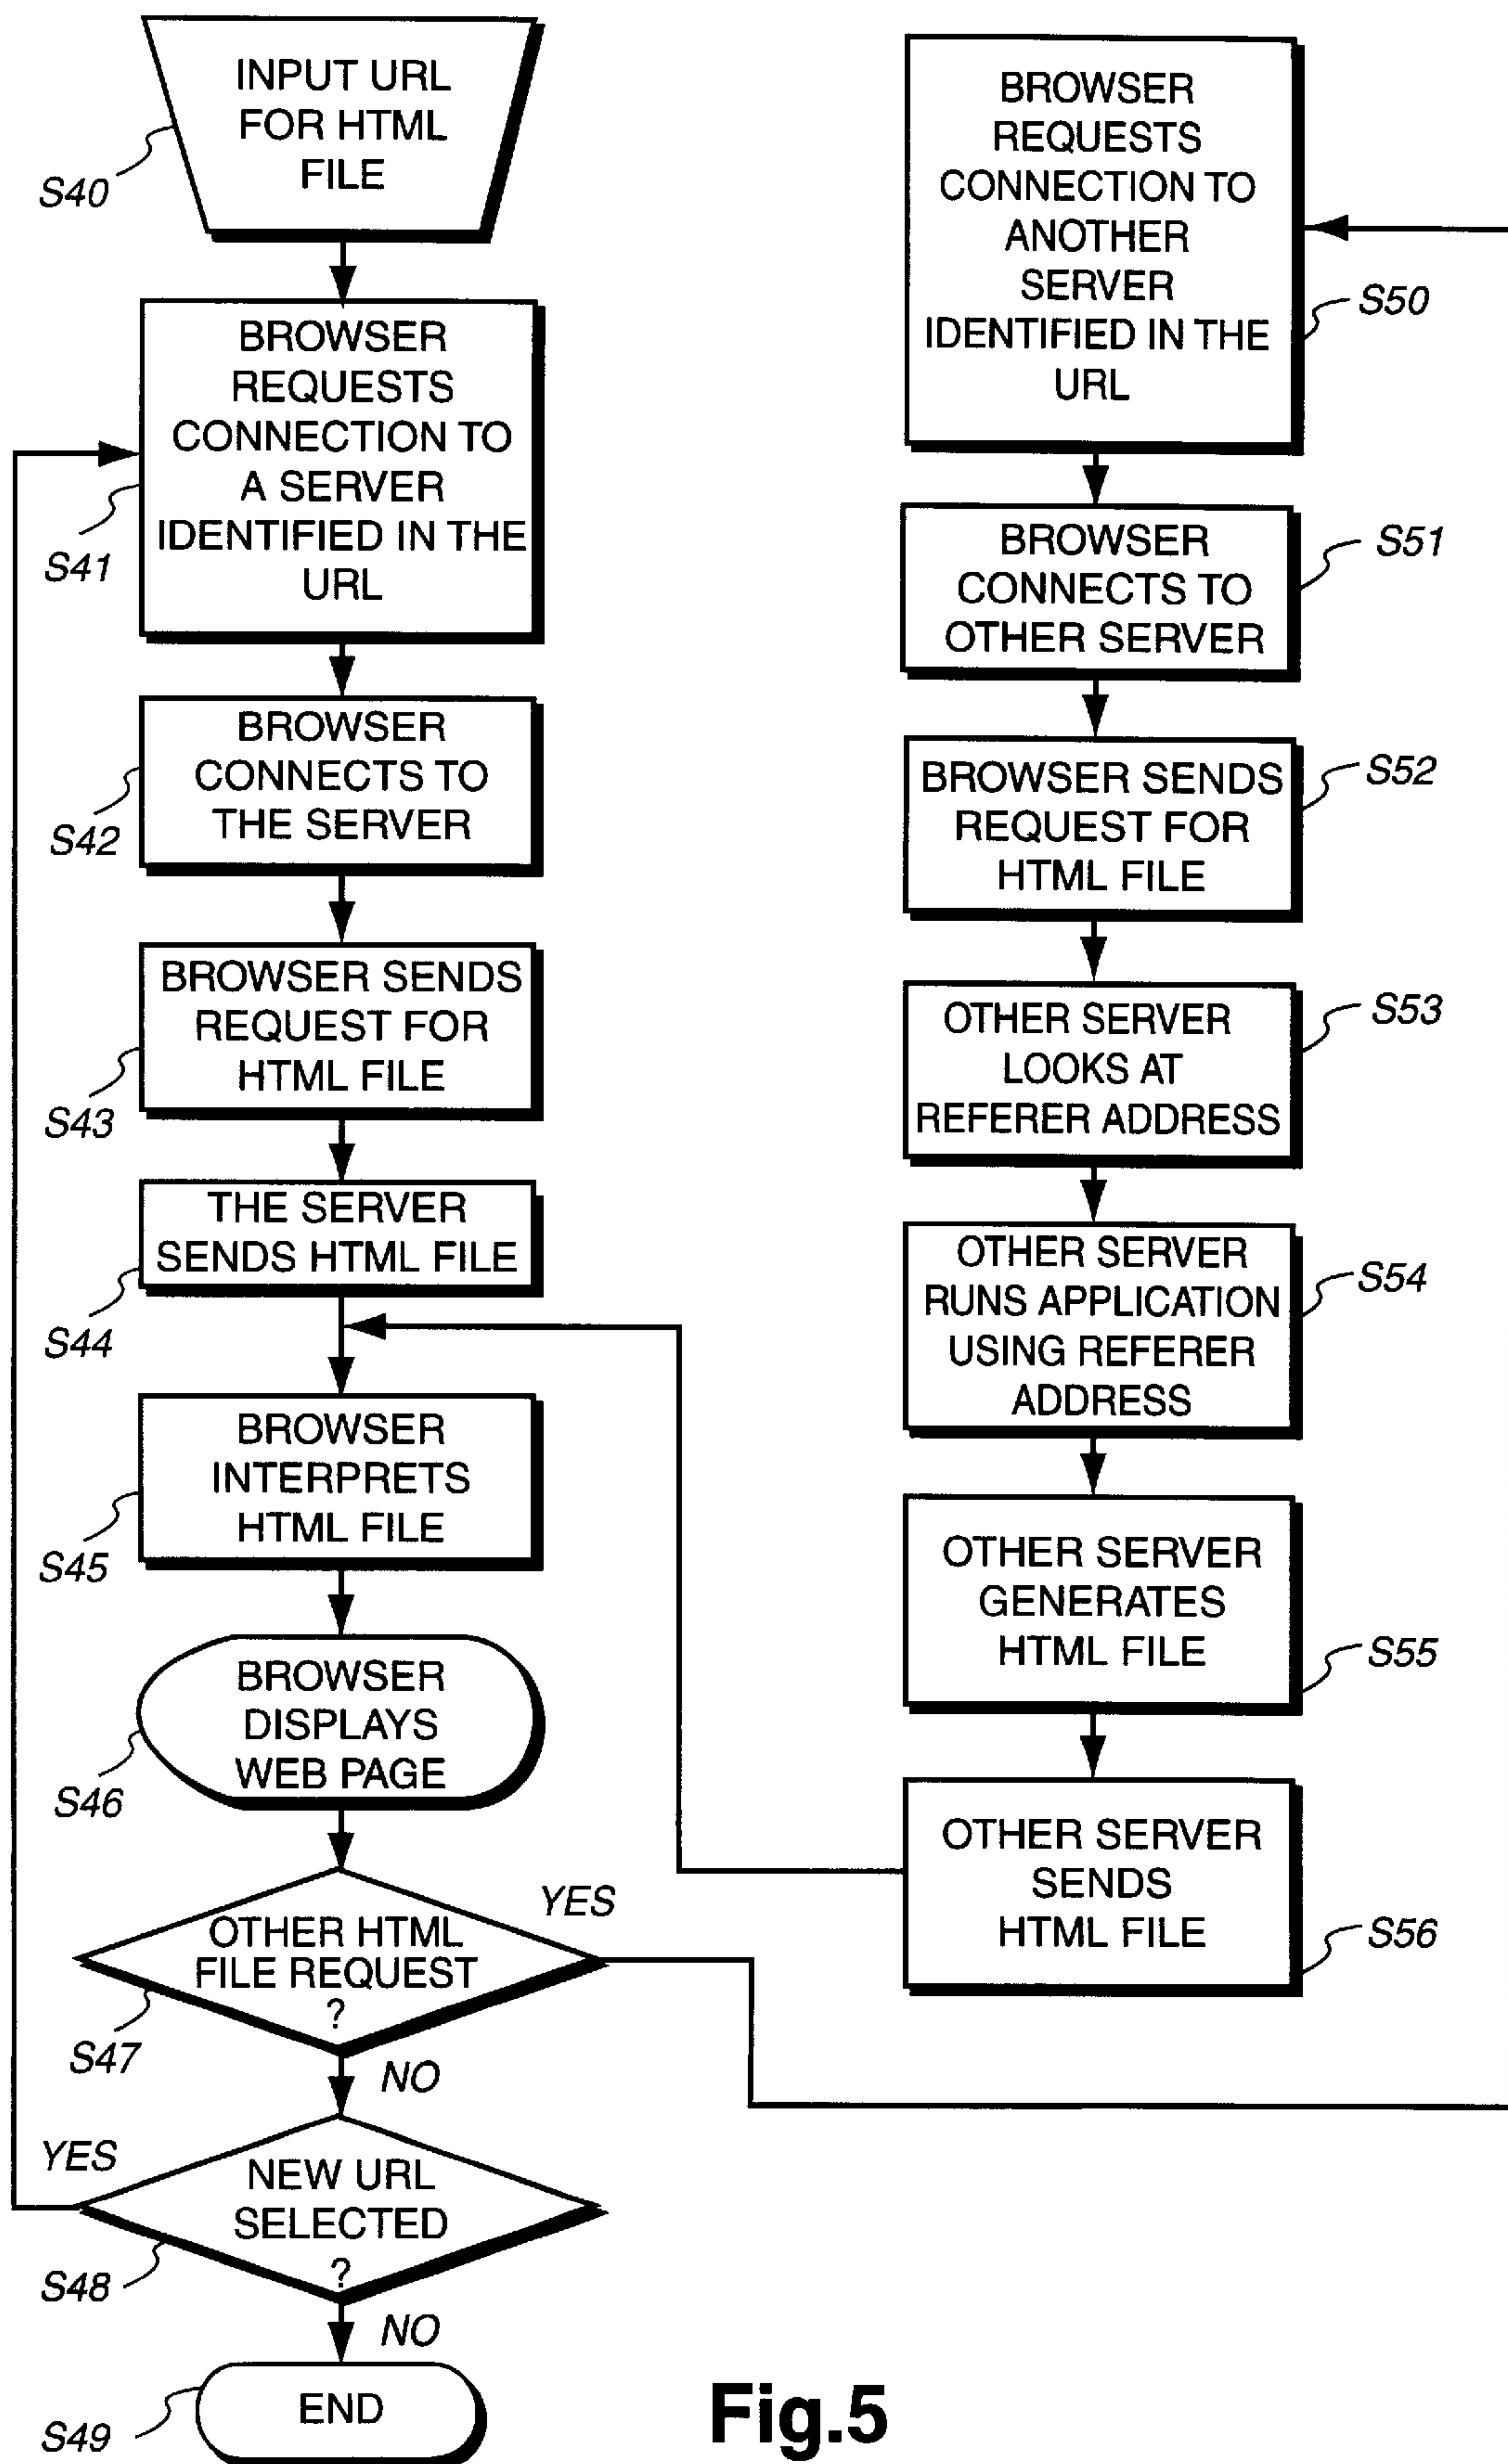 INPUT URL
FOR HTML
FILE
S40
BROWSER
REQUESTS
CONNECTION TO
A SERVER
IDENTIFIED IN THE
URL
S41
BROWSER
CONNECTS TO
THE SERVER
S42
BROWSER SENDS
REQUEST FOR
HTML FILE
S43
THE SERVER
SENDS HTML FILE
S44
BROWSER
INTERPRETS
HTML FILE
S45
BROWSER
DISPLAYS
WEB PAGE
S46
OTHER HTML
FILE REQUEST
?
YES
S47
NO
YES
NEW URL
SELECTED
?
S48
NO
END
S49
BROWSER
REQUESTS
CONNECTION TO
ANOTHER
SERVER
IDENTIFIED IN THE
URL
S50
BROWSER
CONNECTS TO
OTHER SERVER
S51
BROWSER SENDS
REQUEST FOR
HTML FILE
S52
OTHER SERVER
LOOKS AT
REFERER ADDRESS
S53
OTHER SERVER
RUNS APPLICATION
USING REFERER
ADDRESS
S54
OTHER SERVER
GENERATES
HTML FILE
S55
OTHER SERVER
SENDS
HTML FILE
S56
Fig.5